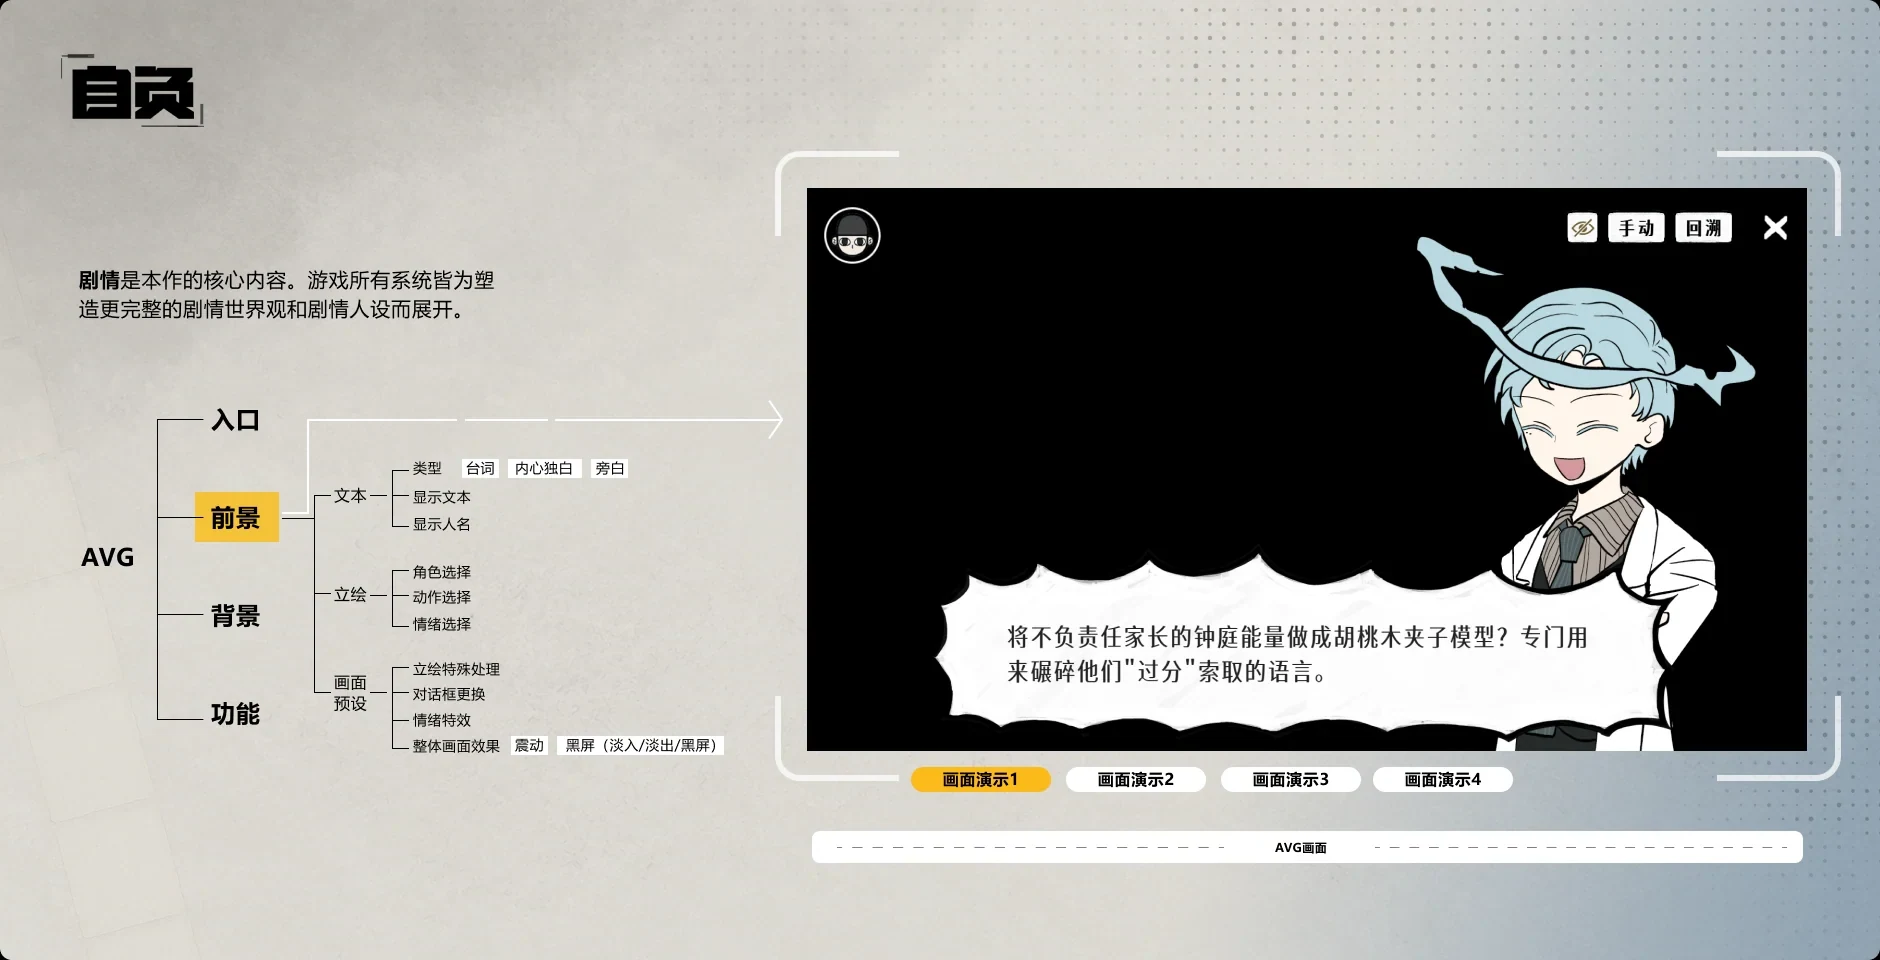 自负
剧情是本作的核心内容。游戏所有系统皆为塑
造更完整的剧情世界观和剧情人设而展开。
AVG
入口
前景
背景
功能
文本
类型 台词 内心独白 旁白
显示文本
显示人名
立绘
角色选择
动作选择
情绪选择
画面
预设
立绘特殊处理
对话框更换
情绪特效
整体画面效果 震动 黑屏（淡入/淡出/黑屏）
手动 回溯
将不负责任家长的钟庭能量做成胡桃木夹子模型？专门用
来碾碎他们"过分"索取的语言。
画面演示1 画面演示2 画面演示3 画面演示4
AVG画面